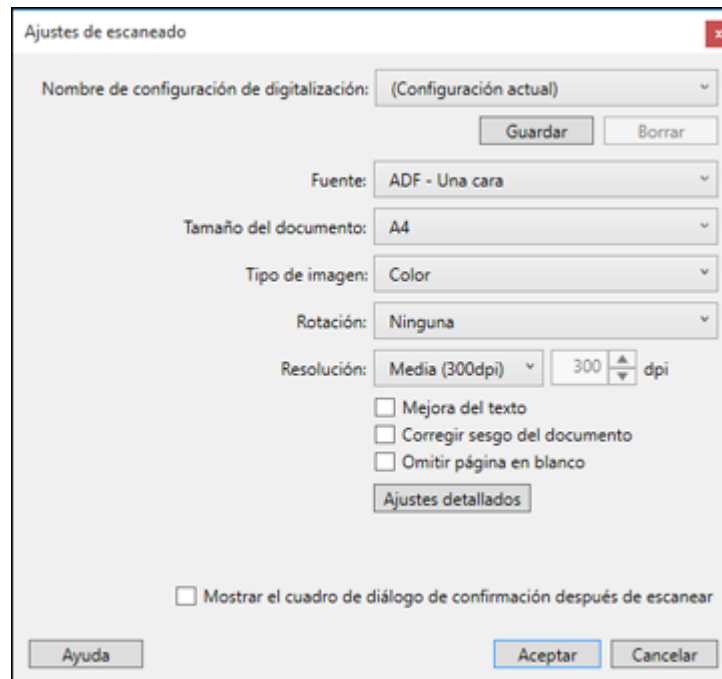 Ajustes de escaneado
x
Nombre de configuración de digitalización: (Configuración actual)
Guardar Borrar
Fuente: ADF - Una cara
Tamaño del documento: A4
Tipo de imagen: Color
Rotación: Ninguna
Resolución: Media (300dpi) 300 dpi
Mejora del texto
Corregir sesgo del documento
Omitir página en blanco
Ajustes detallados
Mostrar el cuadro de diálogo de confirmación después de escanear
Ayuda Aceptar Cancelar